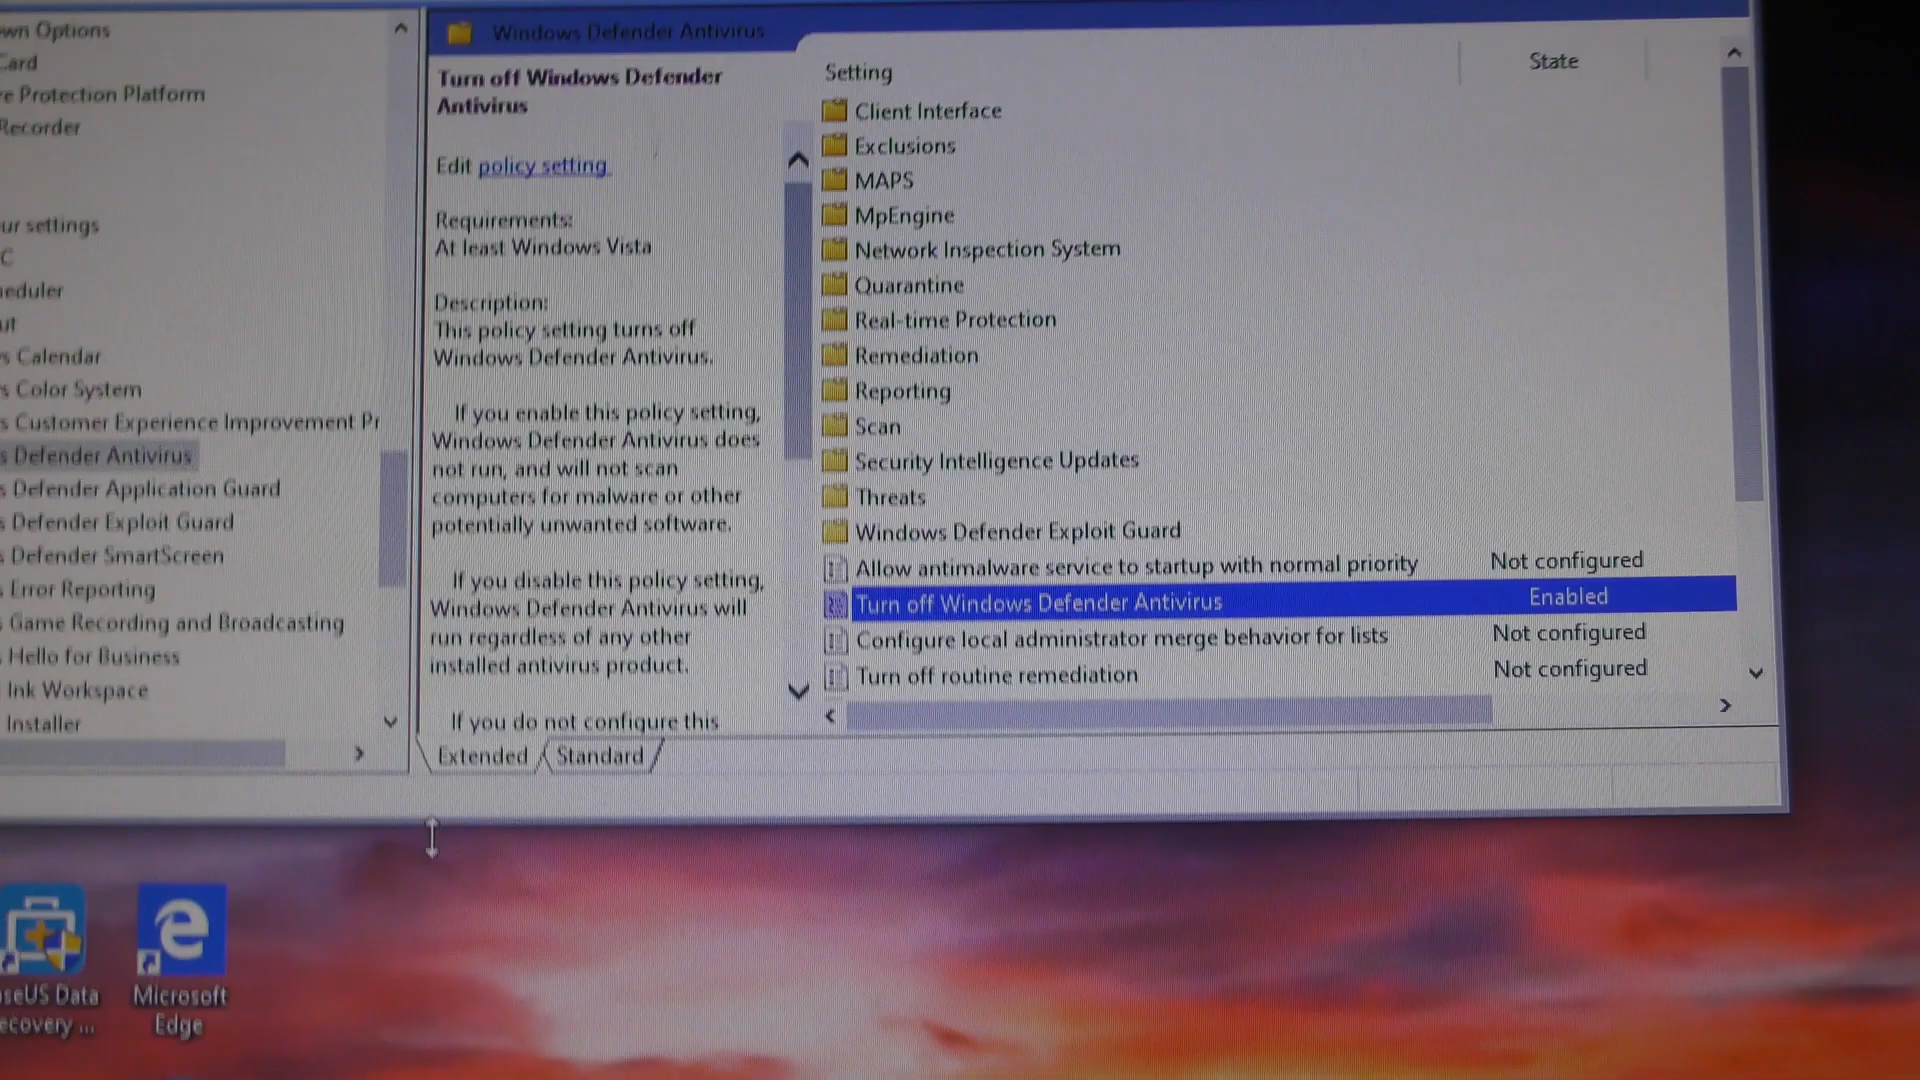 own Options
Card
re Protection Platform
Recorder
ur settings
C
heduler
ut
s Calendar
s Color System
s Customer Experience Improvement Pr
s Defender Antivirus
s Defender Application Guard
s Defender Exploit Guard
s Defender SmartScreen
s Error Reporting
s Game Recording and Broadcasting
s Hello for Business
Ink Workspace
Installer
Windows Defender Antivirus
Turn off Windows Defender
Antivirus
Edit policy setting
Requirements:
At least Windows Vista
Description:
This policy setting turns off
Windows Defender Antivirus.
If you enable this policy setting,
Windows Defender Antivirus does
not run, and will not scan
computers for malware or other
potentially unwanted software.
If you disable this policy setting,
Windows Defender Antivirus will
run regardless of any other
installed antivirus product.
If you do not configure this
Extended Standard
Setting State
Client Interface
Exclusions
MAPS
MpEngine
Network Inspection System
Quarantine
Real-time Protection
Remediation
Reporting
Scan
Security Intelligence Updates
Threats
Windows Defender Exploit Guard
Allow antimalware service to startup with normal priority Not configured
Turn off Windows Defender Antivirus Enabled
Configure local administrator merge behavior for lists Not configured
Turn off routine remediation Not configured
aseUS Data
ecovery ...
Microsoft
Edge